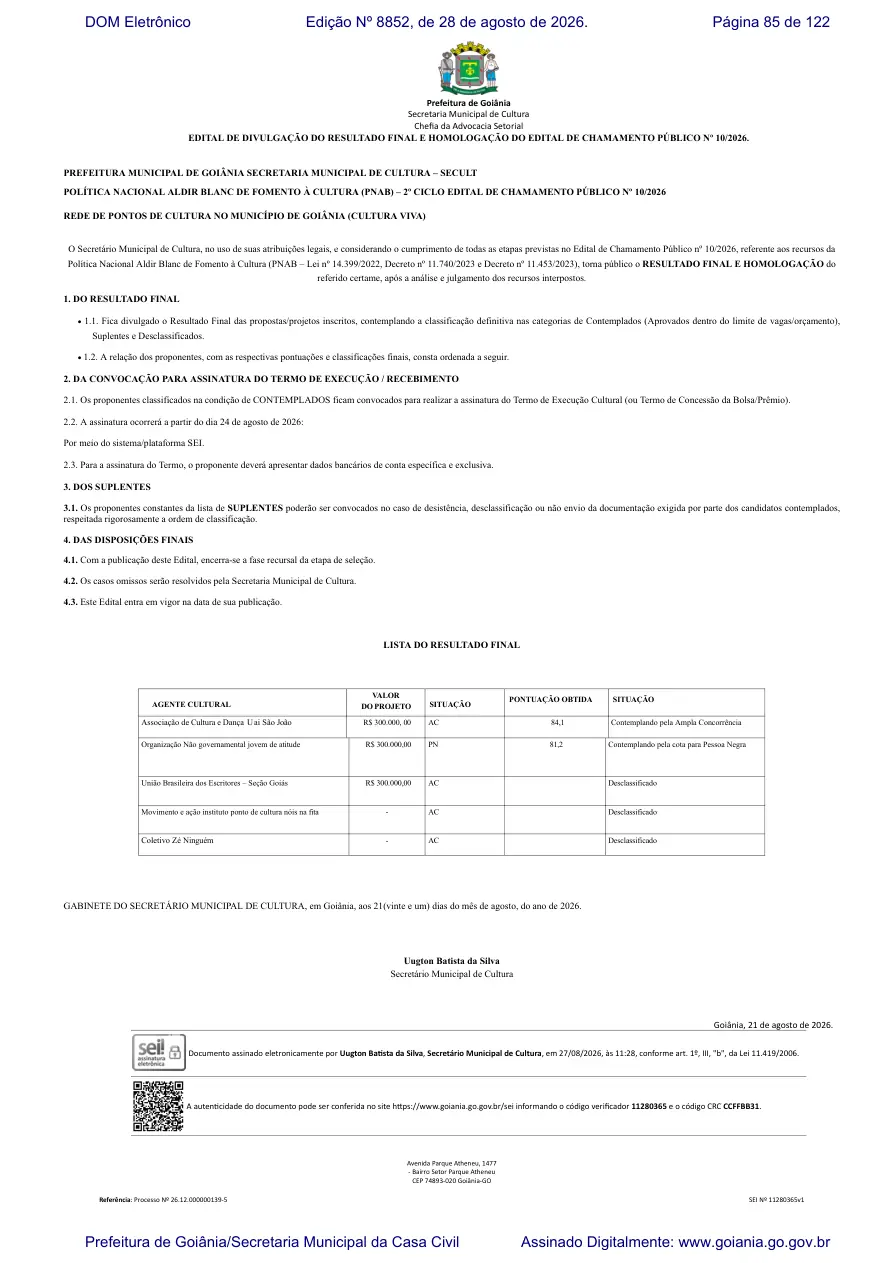 DOM Eletrônico Edição Nº 8852, de 28 de agosto de 2026. Página 85 de 122
Prefeitura de Goiânia
Secretaria Municipal de Cultura
Chefia da Advocacia Setorial
EDITAL DE DIVULGAÇÃO DO RESULTADO FINAL E HOMOLOGAÇÃO DO EDITAL DE CHAMAMENTO PÚBLICO Nº 10/2026.
PREFEITURA MUNICIPAL DE GOIÂNIA SECRETARIA MUNICIPAL DE CULTURA – SECULT
POLÍTICA NACIONAL ALDIR BLANC DE FOMENTO À CULTURA (PNAB) – 2º CICLO EDITAL DE CHAMAMENTO PÚBLICO Nº 10/2026
REDE DE PONTOS DE CULTURA NO MUNICÍPIO DE GOIÂNIA (CULTURA VIVA)
O Secretário Municipal de Cultura, no uso de suas atribuições legais, e considerando o cumprimento de todas as etapas previstas no Edital de Chamamento Público nº 10/2026, referente aos recursos da
Política Nacional Aldir Blanc de Fomento à Cultura (PNAB – Lei nº 14.399/2022, Decreto nº 11.740/2023 e Decreto nº 11.453/2023), torna público o RESULTADO FINAL E HOMOLOGAÇÃO do
referido certame, após a análise e julgamento dos recursos interpostos.
1. DO RESULTADO FINAL
• 1.1. Fica divulgado o Resultado Final das propostas/projetos inscritos, contemplando a classificação definitiva nas categorias de Contemplados (Aprovados dentro do limite de vagas/orçamento),
Suplentes e Desclassificados.
• 1.2. A relação dos proponentes, com as respectivas pontuações e classificações finais, consta ordenada a seguir.
2. DA CONVOCAÇÃO PARA ASSINATURA DO TERMO DE EXECUÇÃO / RECEBIMENTO
2.1. Os proponentes classificados na condição de CONTEMPLADOS ficam convocados para realizar a assinatura do Termo de Execução Cultural (ou Termo de Concessão da Bolsa/Prêmio).
2.2. A assinatura ocorrerá a partir do dia 24 de agosto de 2026:
Por meio do sistema/plataforma SEI.
2.3. Para a assinatura do Termo, o proponente deverá apresentar dados bancários de conta específica e exclusiva.
3. DOS SUPLENTES
3.1. Os proponentes constantes da lista de SUPLENTES poderão ser convocados no caso de desistência, desclassificação ou não envio da documentação exigida por parte dos candidatos contemplados,
respeitada rigorosamente a ordem de classificação.
4. DAS DISPOSIÇÕES FINAIS
4.1. Com a publicação deste Edital, encerra-se a fase recursal da etapa de seleção.
4.2. Os casos omissos serão resolvidos pela Secretaria Municipal de Cultura.
4.3. Este Edital entra em vigor na data de sua publicação.
LISTA DO RESULTADO FINAL
AGENTE CULTURAL VALOR DO PROJETO SITUAÇÃO PONTUAÇÃO OBTIDA SITUAÇÃO
Associação de Cultura e Dança Uai São João R$ 300.000, 00 AC 84,1 Contemplando pela Ampla Concorrência
Organização Não governamental jovem de atitude R$ 300.000,00 PN 81,2 Contemplando pela cota para Pessoa Negra
União Brasileira dos Escritores – Seção Goiás R$ 300.000,00 AC Desclassificado
Movimento e ação instituto ponto de cultura nóis na fita - AC Desclassificado
Coletivo Zé Ninguém - AC Desclassificado
GABINETE DO SECRETÁRIO MUNICIPAL DE CULTURA, em Goiânia, aos 21(vinte e um) dias do mês de agosto, do ano de 2026.
Uugton Batista da Silva
Secretário Municipal de Cultura
Goiânia, 21 de agosto de 2026.
sei! assinatura eletrônica
Documento assinado eletronicamente por Uugton Batista da Silva, Secretário Municipal de Cultura, em 27/08/2026, às 11:28, conforme art. 1º, III, "b", da Lei 11.419/2006.
A autenticidade do documento pode ser conferida no site https://www.goiania.go.gov.br/sei informando o código verificador 11280365 e o código CRC CCFFBB31.
Avenida Parque Atheneu, 1477
- Bairro Setor Parque Atheneu
CEP 74893-020 Goiânia-GO
Referência: Processo Nº 26.12.000000139-5 SEI Nº 11280365v1
Prefeitura de Goiânia/Secretaria Municipal da Casa Civil Assinado Digitalmente: www.goiania.go.gov.br